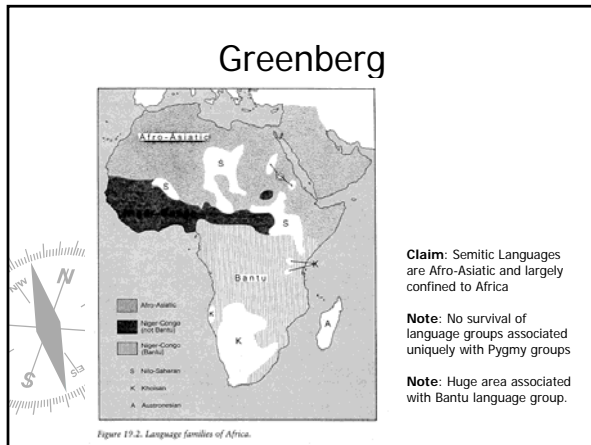 Greenberg
Afro-Asiatic
S
S
S
Bantu
K
K
K
A
Afro-Asiatic
Niger-Congo
(not Bantu)
Niger-Congo
(Bantu)
S Nilo-Saharan
K Khoisan
A Austronesian
Figure 19.2. Language families of Africa.
N
N/W
S
Claim: Semitic Languages
are Afro-Asiatic and largely
confined to Africa
Note: No survival of
language groups associated
uniquely with Pygmy groups
Note: Huge area associated
with Bantu language group.